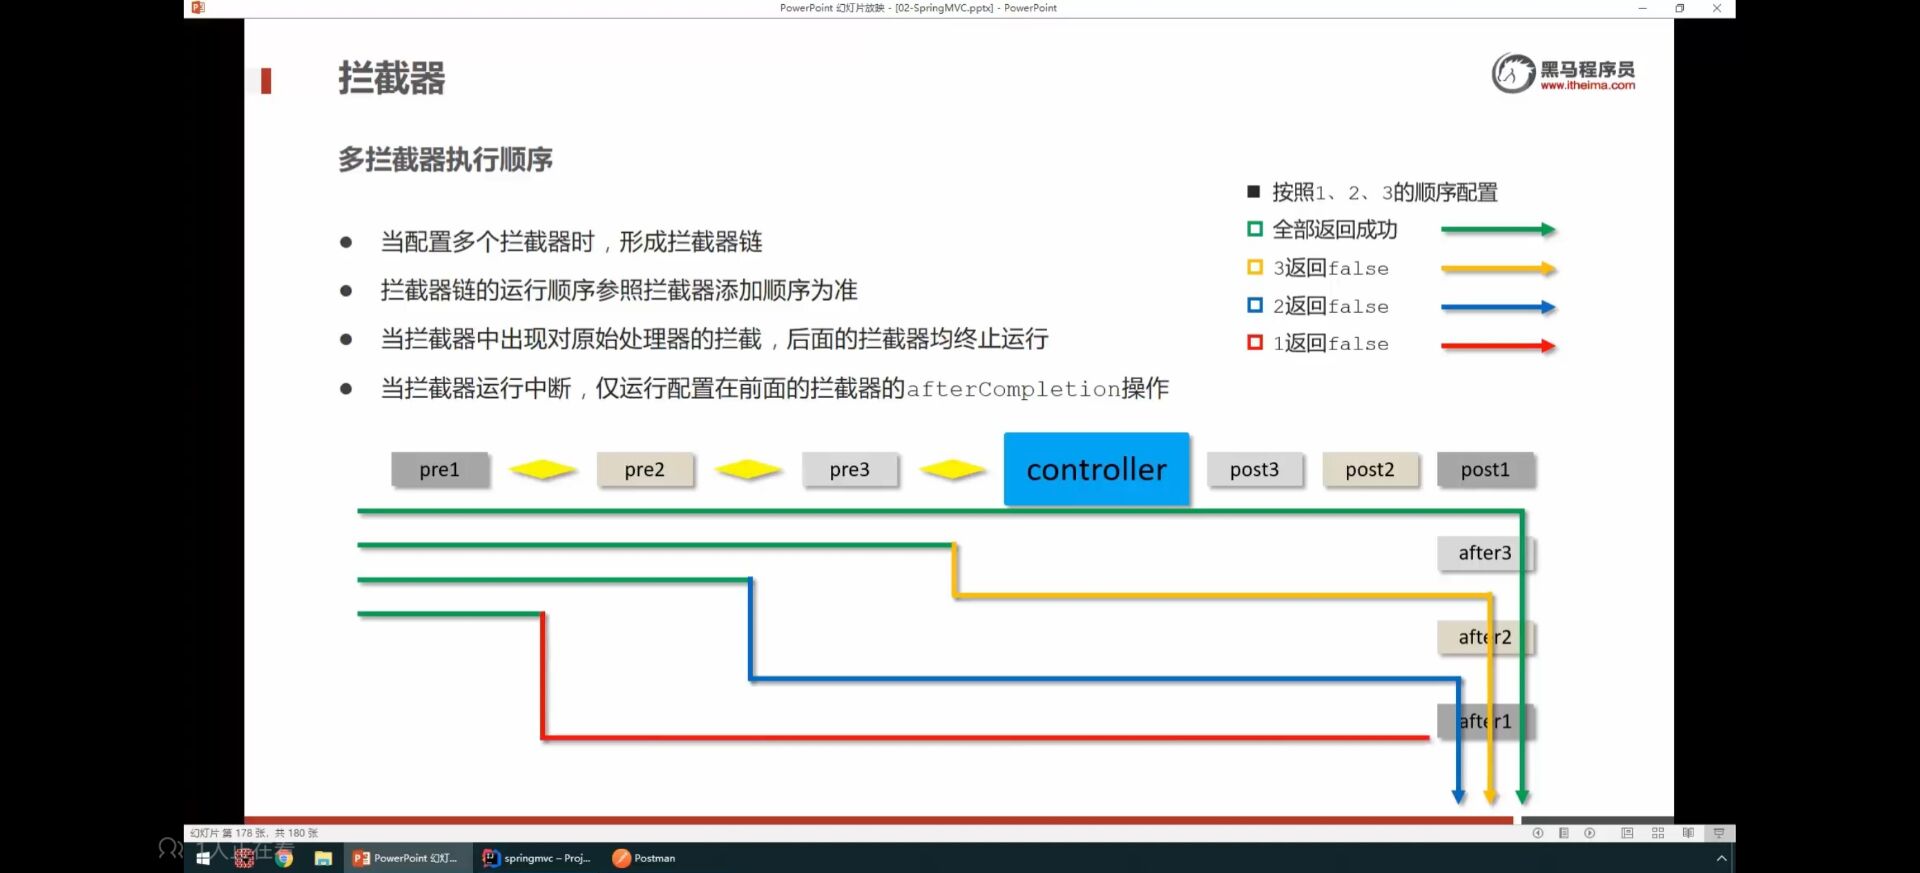 PowerPoint 幻灯片放映 - [02-SpringMVC.pptx] - PowerPoint
拦截器
黑马程序员
www.itheima.com
多拦截器执行顺序
当配置多个拦截器时，形成拦截器链
拦截器链的运行顺序参照拦截器添加顺序为准
当拦截器中出现对原始处理器的拦截，后面的拦截器均终止运行
当拦截器运行中断，仅运行配置在前面的拦截器的afterCompletion操作
按照1、2、3的顺序配置
全部返回成功
3返回false
2返回false
1返回false
pre1 pre2 pre3 controller post3 post2 post1
after3
after2
after1
幻灯片 第 178 张，共 180 张
1人正在看
PowerPoint 幻灯... springmvc – Proj... Postman